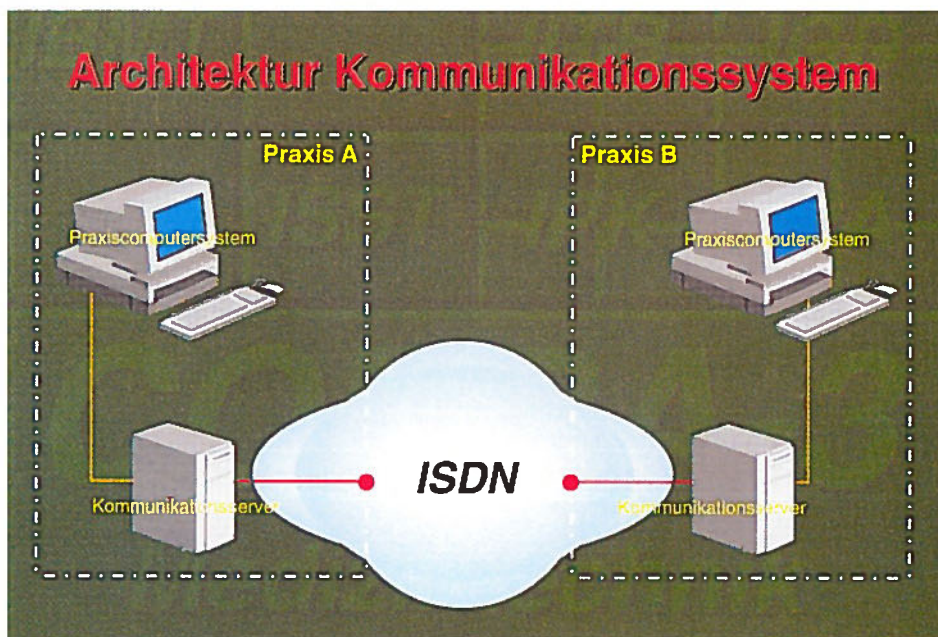 Architektur Kommunikationssystem
Praxis A
Praxis B
Praxiscomputersystem
Praxiscomputersystem
ISDN
Kommunikationsserver
Kommunikationsserver